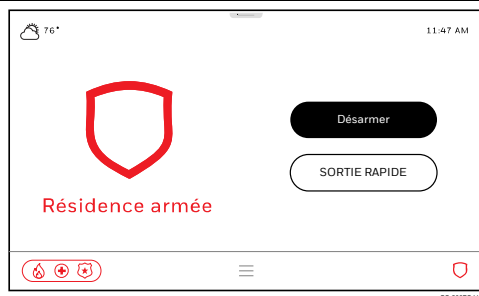 76°
11:47 AM
Désarmer
SORTIE RAPIDE
Résidence armée